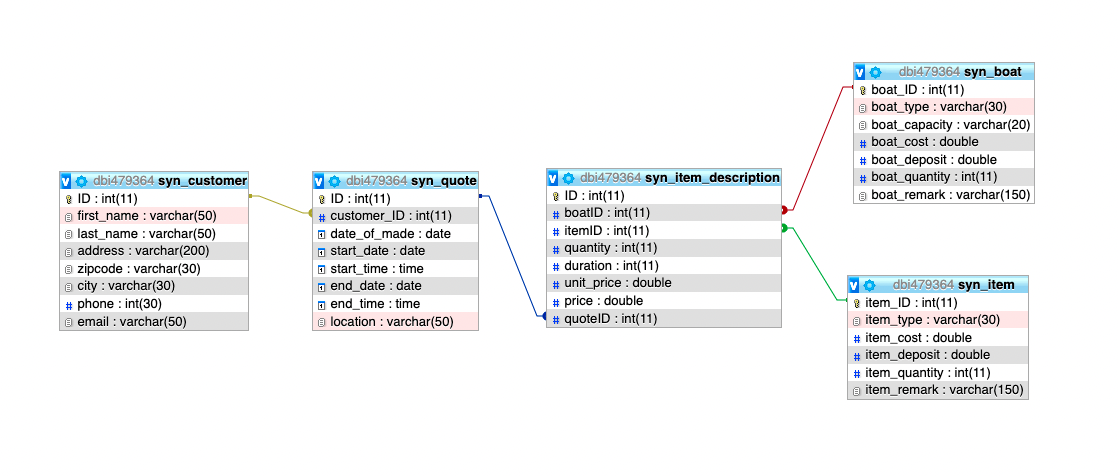 dbi479364 syn_customer
ID : int(11)
first_name : varchar(50)
last_name : varchar(50)
address : varchar(200)
zipcode : varchar(30)
city : varchar(30)
phone : int(30)
email : varchar(50)
dbi479364 syn_quote
ID : int(11)
customer_ID : int(11)
date_of_made : date
start_date : date
start_time : time
end_date : date
end_time : time
location : varchar(50)
dbi479364 syn_item_description
ID : int(11)
boatID : int(11)
itemID : int(11)
quantity : int(11)
duration : int(11)
unit_price : double
price : double
quoteID : int(11)
dbi479364 syn_boat
boat_ID : int(11)
boat_type : varchar(30)
boat_capacity : varchar(20)
boat_cost : double
boat_deposit : double
boat_quantity : int(11)
boat_remark : varchar(150)
dbi479364 syn_item
item_ID : int(11)
item_type : varchar(30)
item_cost : double
item_deposit : double
item_quantity : int(11)
item_remark : varchar(150)